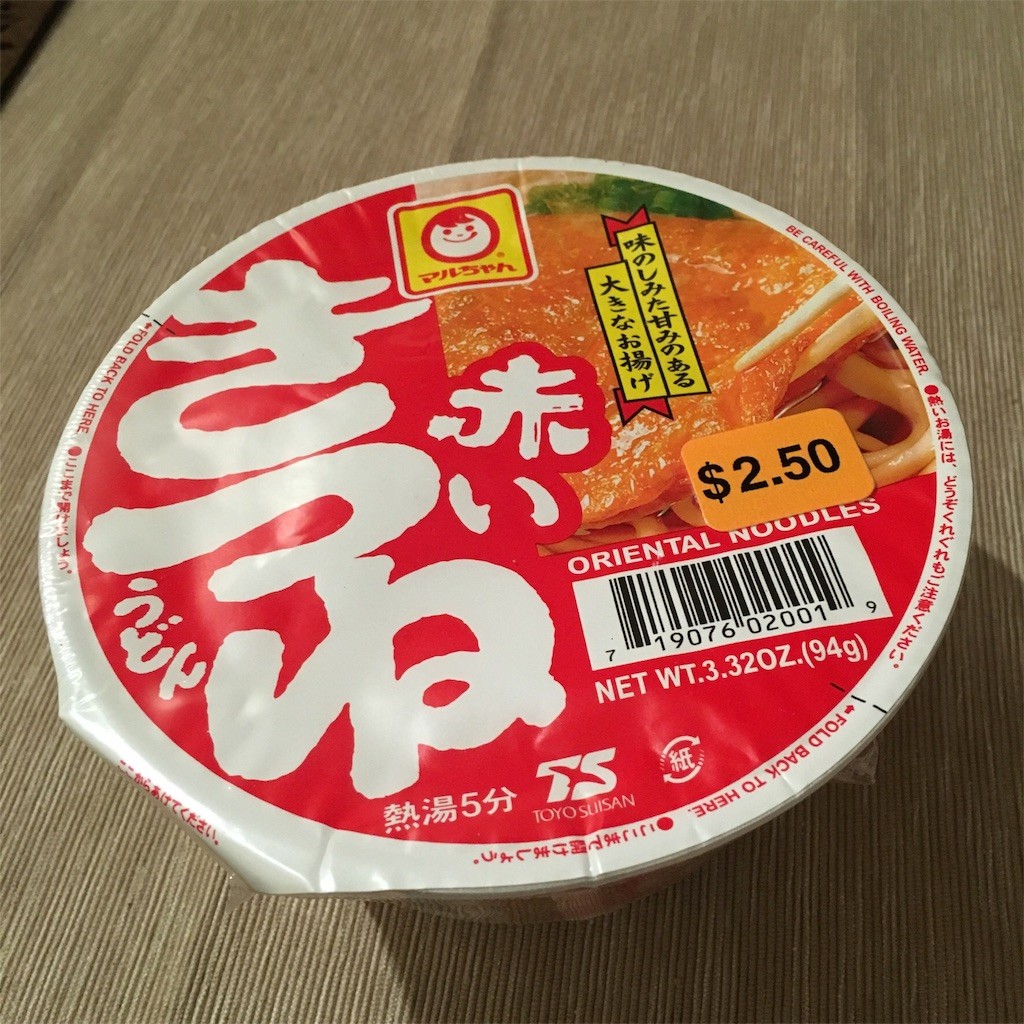 マルちゃん
赤い
きつね
うどん
味のしみた甘みのある
大きなお揚げ
$2.50
ORIENTAL NOODLES
7 19076 02001 9
NET WT.3.32OZ.(94g)
熱湯5分
TS
TOYO SUISAN
紙
BE CAREFUL WITH BOILING WATER.
●熱いお湯には、どうぞくれぐれもご注意ください。
FOLD BACK TO HERE.
●ここまで開けましょう。
FOLD BACK TO HERE.
●ここまで開けましょう。